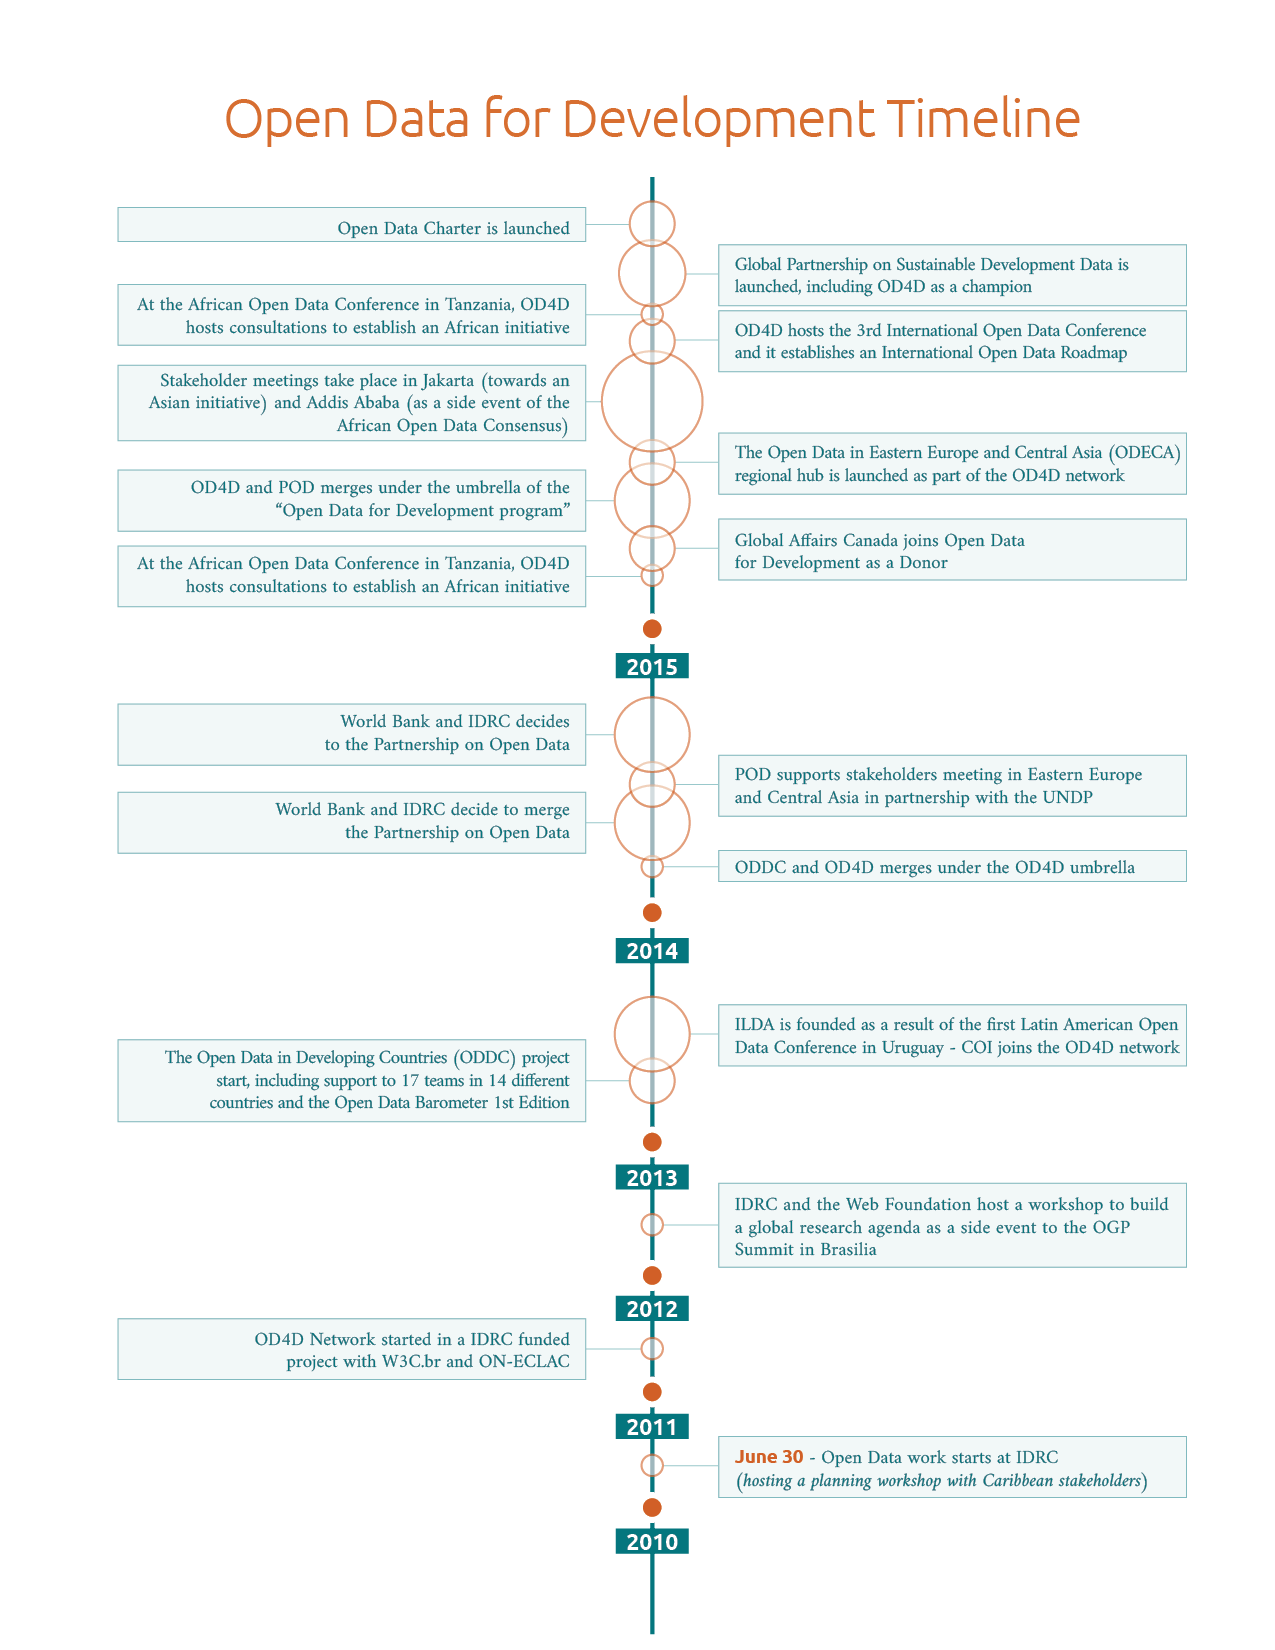 Open Data for Development Timeline
Open Data Charter is launched
Global Partnership on Sustainable Development Data is
launched, including OD4D as a champion
At the African Open Data Conference in Tanzania, OD4D
hosts consultations to establish an African initiative
OD4D hosts the 3rd International Open Data Conference
and it establishes an International Open Data Roadmap
Stakeholder meetings take place in Jakarta (towards an
Asian initiative) and Addis Ababa (as a side event of the
African Open Data Consensus)
The Open Data in Eastern Europe and Central Asia (ODECA)
regional hub is launched as part of the OD4D network
OD4D and POD merges under the umbrella of the
“Open Data for Development program”
Global Affairs Canada joins Open Data
for Development as a Donor
At the African Open Data Conference in Tanzania, OD4D
hosts consultations to establish an African initiative
2015
World Bank and IDRC decides
to the Partnership on Open Data
POD supports stakeholders meeting in Eastern Europe
and Central Asia in partnership with the UNDP
World Bank and IDRC decide to merge
the Partnership on Open Data
ODDC and OD4D merges under the OD4D umbrella
2014
ILDA is founded as a result of the first Latin American Open
Data Conference in Uruguay - COI joins the OD4D network
The Open Data in Developing Countries (ODDC) project
start, including support to 17 teams in 14 different
countries and the Open Data Barometer 1st Edition
2013
IDRC and the Web Foundation host a workshop to build
a global research agenda as a side event to the OGP
Summit in Brasilia
2012
OD4D Network started in a IDRC funded
project with W3C.br and ON-ECLAC
2011
June 30 - Open Data work starts at IDRC
(hosting a planning workshop with Caribbean stakeholders)
2010